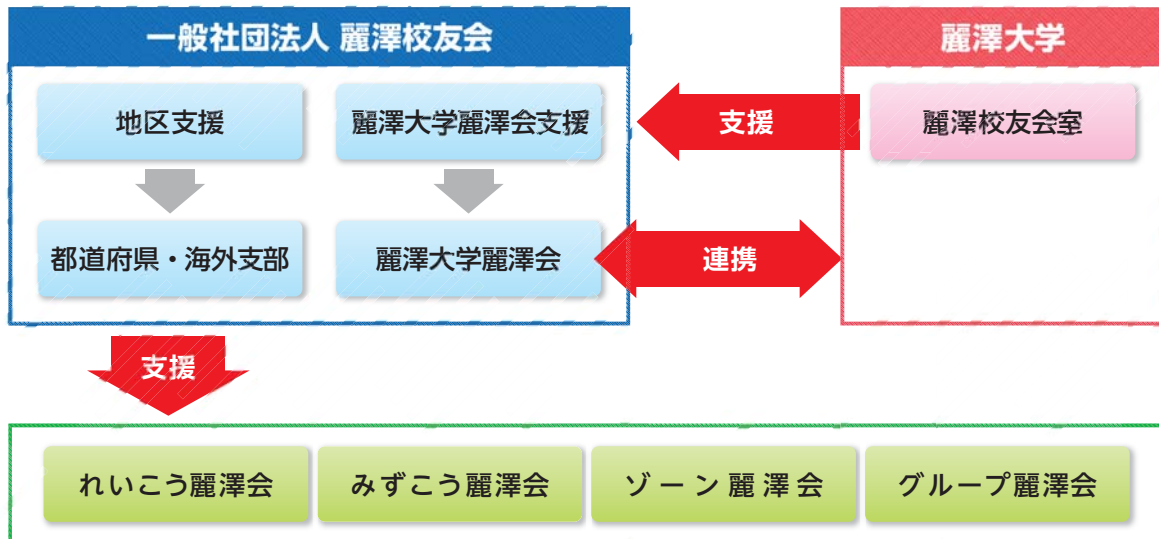 一般社団法人 麗澤校友会
麗澤大学
地区支援
麗澤大学麗澤会支援
支援
麗澤校友会室
都道府県・海外支部
麗澤大学麗澤会
連携
支援
れいこう麗澤会
みずこう麗澤会
ゾーン麗澤会
グループ麗澤会